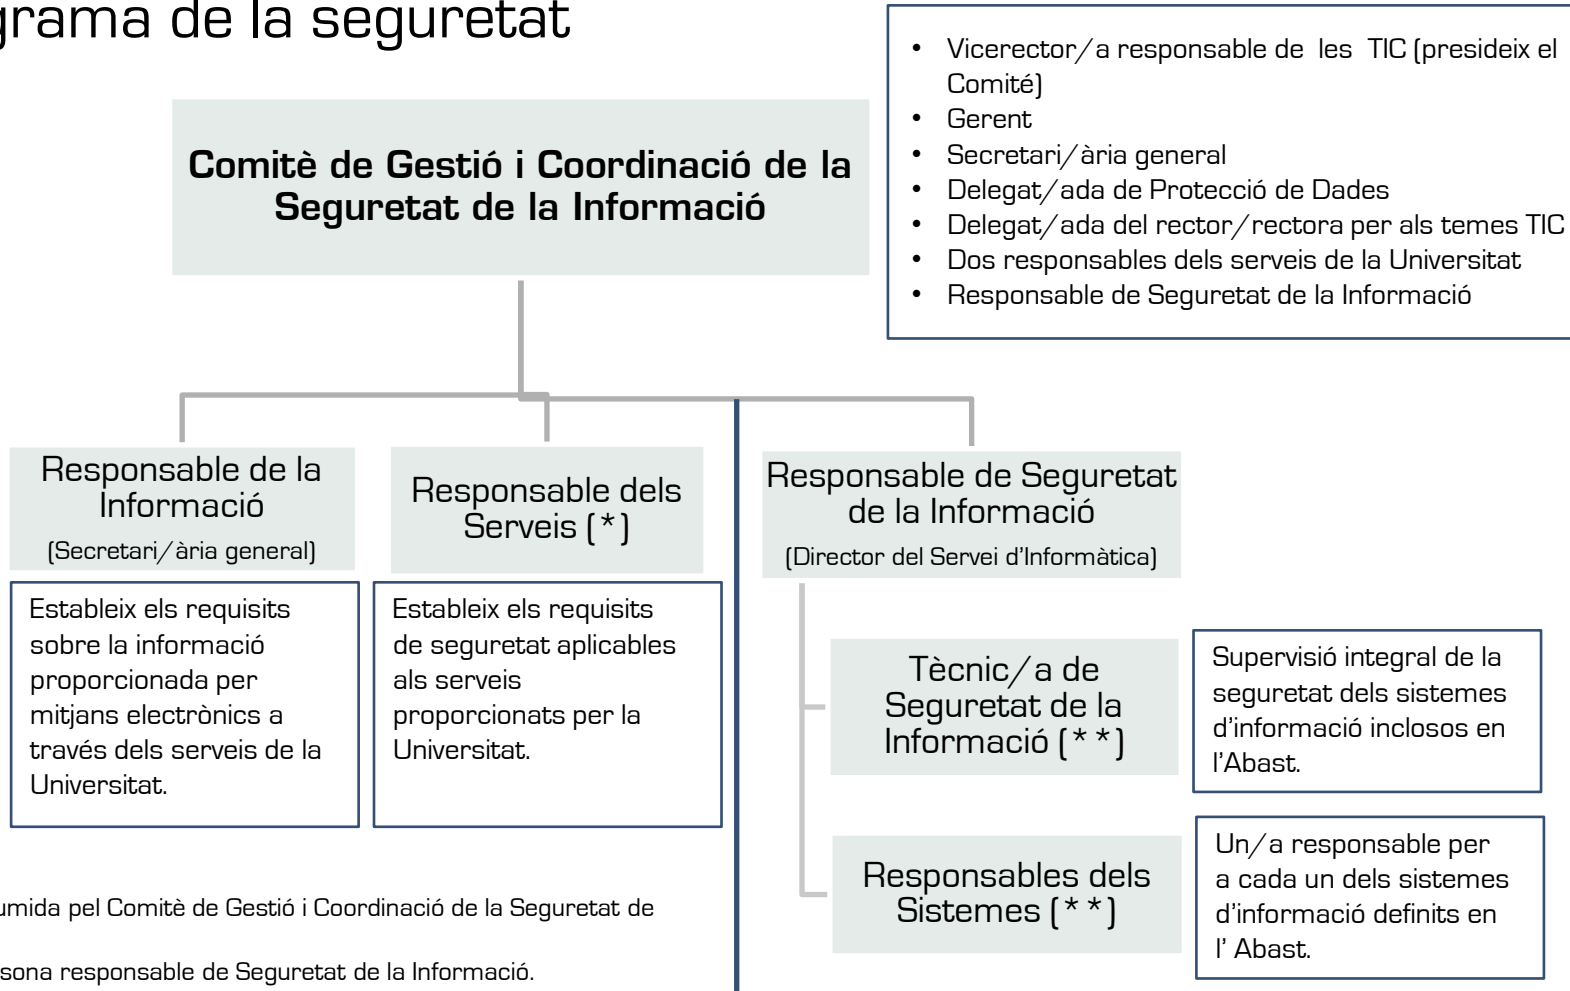 grama de la seguretat
• Vicerector/a responsable de les TIC (presideix el
Comité)
• Gerent
• Secretari/ària general
• Delegat/ada de Protecció de Dades
• Delegat/ada del rector/rectora per als temes TIC
• Dos responsables dels serveis de la Universitat
• Responsable de Seguretat de la Informació
Comitè de Gestió i Coordinació de la
Seguretat de la Informació
Responsable de la
Informació
(Secretari/ària general)
Estableix els requisits
sobre la informació
proporcionada per
mitjans electrònics a
través dels serveis de la
Universitat.
Responsable dels
Serveis (*)
Estableix els requisits
de seguretat aplicables
als serveis
proporcionats per la
Universitat.
Responsable de Seguretat
de la Informació
(Director del Servei d'Informàtica)
Tècnic/a de
Seguretat de la
Informació (**)
Supervisió integral de la
seguretat dels sistemes
d'informació inclosos en
l'Abast.
Responsables dels
Sistemes (**)
Un/a responsable per
a cada un dels sistemes
d'informació definits en
l' Abast.
umida pel Comitè de Gestió i Coordinació de la Seguretat de
sona responsable de Seguretat de la Informació.